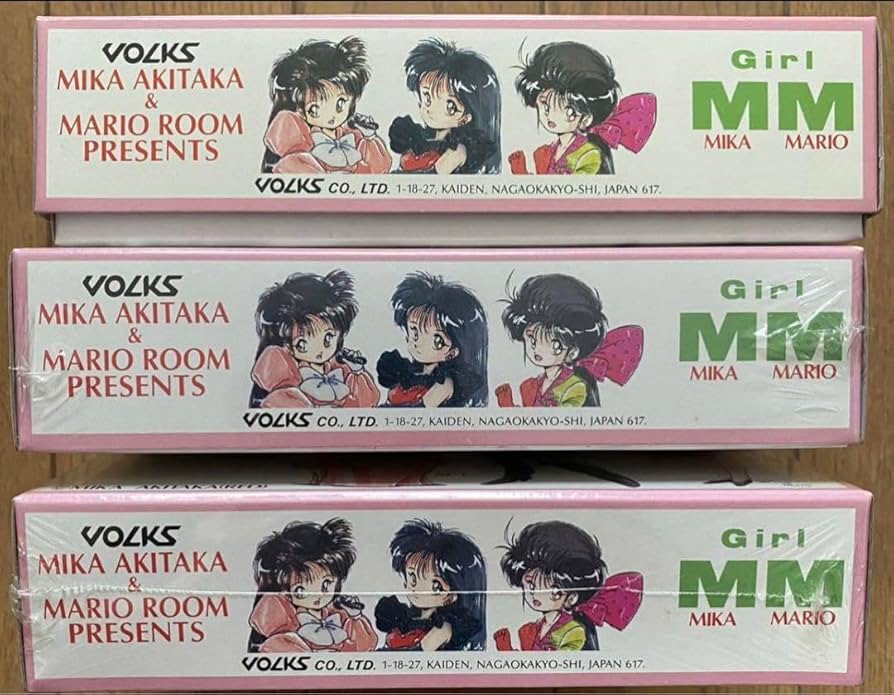 VOLKS
MIKA AKITAKA
&
MARIO ROOM
PRESENTS
Girl
MM
MIKA MARIO
VOLKS CO., LTD. 1-18-27, KAIDEN, NAGAOKAKYO-SHI, JAPAN 617.
VOLKS
MIKA AKITAKA
&
MARIO ROOM
PRESENTS
Girl
MM
MIKA MARIO
VOLKS CO., LTD. 1-18-27, KAIDEN, NAGAOKAKYO-SHI, JAPAN 617.
MIKA AKITAKA
VOLKS
MIKA AKITAKA
&
MARIO ROOM
PRESENTS
Girl
MM
MIKA MARIO
VOLKS CO., LTD. 1-18-27, KAIDEN, NAGAOKAKYO-SHI, JAPAN 617.